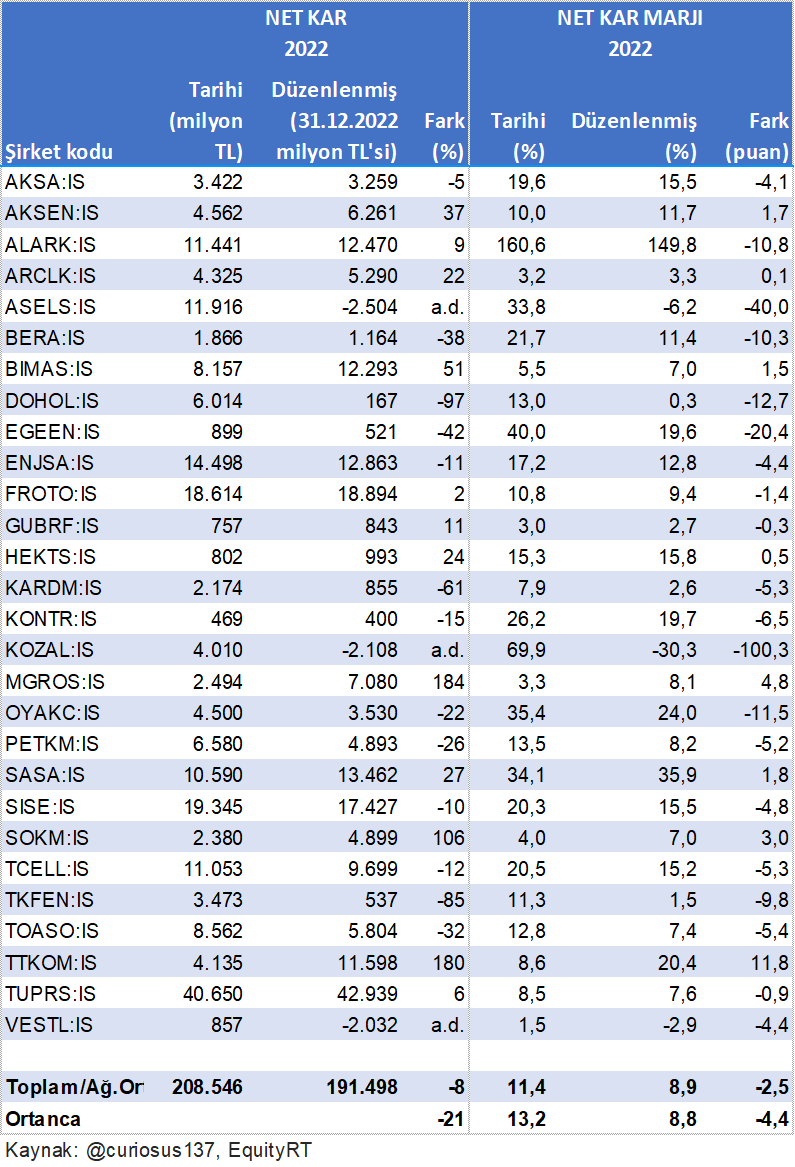 NET KAR NET KAR MARJI
2022 2022
Tarihi Düzenlenmiş
(milyon (31.12.2022 Fark Tarihi Düzenlenmiş Fark
Şirket kodu TL) milyon TL'si) (%) (%) (%) (puan)
AKSA:IS 3.422 3.259 -5 19,6 15,5 -4,1
AKSEN:IS 4.562 6.261 37 10,0 11,7 1,7
ALARK:IS 11.441 12.470 9 160,6 149,8 -10,8
ARCLK:IS 4.325 5.290 22 3,2 3,3 0,1
ASELS:IS 11.916 -2.504 a.d. 33,8 -6,2 -40,0
BERA:IS 1.866 1.164 -38 21,7 11,4 -10,3
BIMAS:IS 8.157 12.293 51 5,5 7,0 1,5
DOHOL:IS 6.014 167 -97 13,0 0,3 -12,7
EGEEN:IS 899 521 -42 40,0 19,6 -20,4
ENJSA:IS 14.498 12.863 -11 17,2 12,8 -4,4
FROTO:IS 18.614 18.894 2 10,8 9,4 -1,4
GUBRF:IS 757 843 11 3,0 2,7 -0,3
HEKTS:IS 802 993 24 15,3 15,8 0,5
KARDM:IS 2.174 855 -61 7,9 2,6 -5,3
KONTR:IS 469 400 -15 26,2 19,7 -6,5
KOZAL:IS 4.010 -2.108 a.d. 69,9 -30,3 -100,3
MGROS:IS 2.494 7.080 184 3,3 8,1 4,8
OYAKC:IS 4.500 3.530 -22 35,4 24,0 -11,5
PETKM:IS 6.580 4.893 -26 13,5 8,2 -5,2
SASA:IS 10.590 13.462 27 34,1 35,9 1,8
SISE:IS 19.345 17.427 -10 20,3 15,5 -4,8
SOKM:IS 2.380 4.899 106 4,0 7,0 3,0
TCELL:IS 11.053 9.699 -12 20,5 15,2 -5,3
TKFEN:IS 3.473 537 -85 11,3 1,5 -9,8
TOASO:IS 8.562 5.804 -32 12,8 7,4 -5,4
TTKOM:IS 4.135 11.598 180 8,6 20,4 11,8
TUPRS:IS 40.650 42.939 6 8,5 7,6 -0,9
VESTL:IS 857 -2.032 a.d. 1,5 -2,9 -4,4
Toplam/Ağ.Ort 208.546 191.498 -8 11,4 8,9 -2,5
Ortanca -21 13,2 8,8 -4,4
Kaynak: @curiosus137, EquityRT